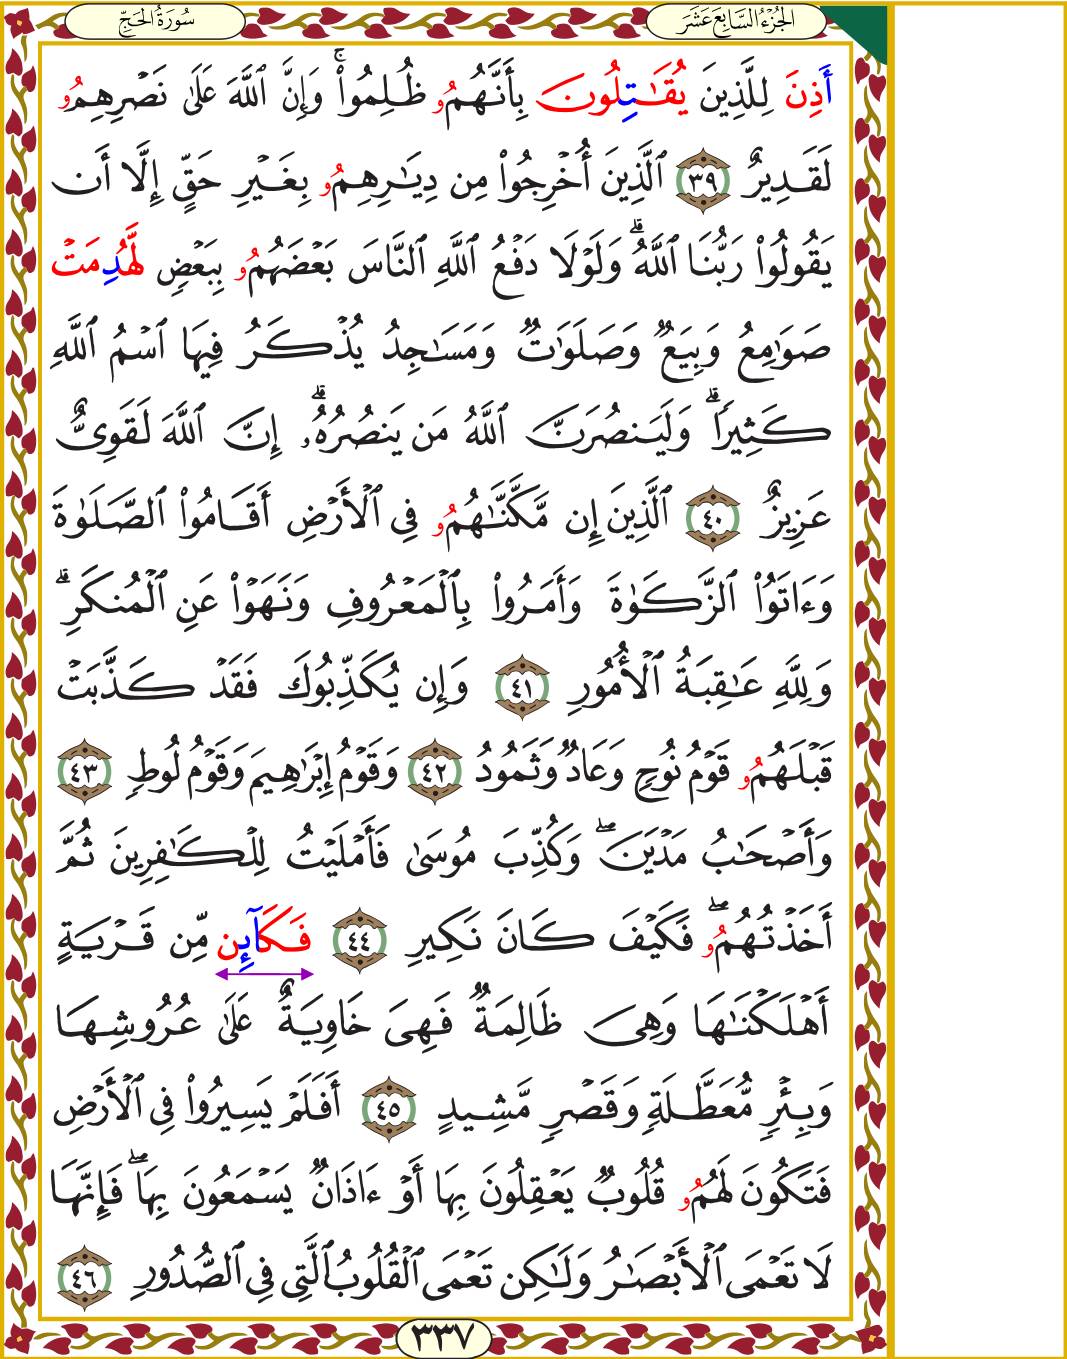 سُورَةُ الحَجِّ
الجُزْءُ السَّابِعَ عَشَرَ
أَذِنَ لِلَّذِينَ يُقَٰتِلُونَ بِأَنَّهُمُۥ ظُلِمُواْۚ وَإِنَّ ٱللَّهَ عَلَىٰ نَصْرِهِمُۥ
لَقَدِيرٌ ٣٩ ٱلَّذِينَ أُخْرِجُواْ مِن دِيَٰرِهِمُۥ بِغَيْرِ حَقٍّ إِلَّا أَن
يَقُولُواْ رَبُّنَا ٱللَّهُۗ وَلَوْلَا دَفْعُ ٱللَّهِ ٱلنَّاسَ بَعْضَهُمُۥ بِبَعْضٍ لَّهُدِمَتْ
صَوَٰمِعُ وَبِيَعٌ وَصَلَوَٰتٌ وَمَسَٰجِدُ يُذْكَرُ فِيهَا ٱسْمُ ٱللَّهِ
كَثِيرًاۗ وَلَيَنصُرَنَّ ٱللَّهُ مَن يَنصُرُهُۥۗ إِنَّ ٱللَّهَ لَقَوِىٌّ
عَزِيزٌ ٤٠ ٱلَّذِينَ إِن مَّكَّنَّٰهُمُۥ فِى ٱلْأَرْضِ أَقَامُواْ ٱلصَّلَوٰةَ
وَءَاتَوُاْ ٱلزَّكَوٰةَ وَأَمَرُواْ بِٱلْمَعْرُوفِ وَنَهَوْاْ عَنِ ٱلْمُنكَرِۗ
وَلِلَّهِ عَٰقِبَةُ ٱلْأُمُورِ ٤١ وَإِن يُكَذِّبُوكَ فَقَدْ كَذَّبَتْ
قَبْلَهُمُۥ قَوْمُ نُوحٍ وَعَادٌ وَثَمُودُ ٤٢ وَقَوْمُ إِبْرَٰهِيمَ وَقَوْمُ لُوطٍ ٤٣
وَأَصْحَٰبُ مَدْيَنَۖ وَكُذِّبَ مُوسَىٰ فَأَمْلَيْتُ لِلْكَٰفِرِينَ ثُمَّ
أَخَذْتُهُمُۥۖ فَكَيْفَ كَانَ نَكِيرِ ٤٤ فَكَآئِن مِّن قَرْيَةٍ
أَهْلَكْنَٰهَا وَهِىَ ظَالِمَةٌ فَهِىَ خَاوِيَةٌ عَلَىٰ عُرُوشِهَا
وَبِئْرٍ مُّعَطَّلَةٍ وَقَصْرٍ مَّشِيدٍ ٤٥ أَفَلَمْ يَسِيرُواْ فِى ٱلْأَرْضِ
فَتَكُونَ لَهُمُۥ قُلُوبٌ يَعْقِلُونَ بِهَا أَوْ ءَاذَانٌ يَسْمَعُونَ بِهَاۖ فَإِنَّهَا
لَا تَعْمَى ٱلْأَبْصَٰرُ وَلَٰكِن تَعْمَى ٱلْقُلُوبُ ٱلَّتِى فِى ٱلصُّدُورِ ٤٦
٣٣٧